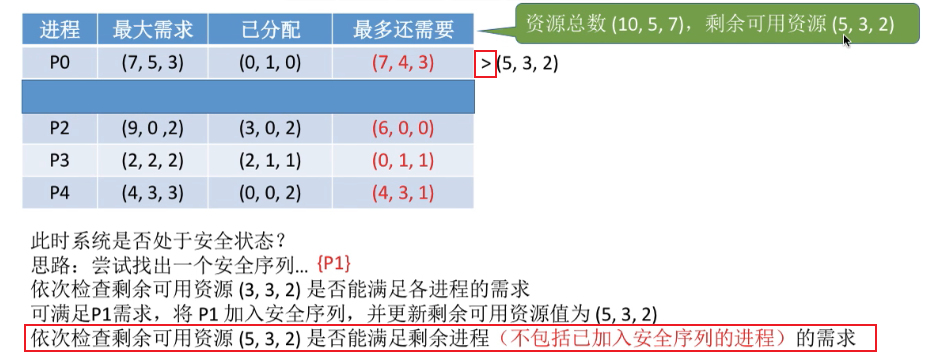 资源总数 (10, 5, 7)，剩余可用资源 (5, 3, 2)
进程 最大需求 已分配 最多还需要
P0 (7, 5, 3) (0, 1, 0) (7, 4, 3) > (5, 3, 2)
P2 (9, 0 ,2) (3, 0, 2) (6, 0, 0)
P3 (2, 2, 2) (2, 1, 1) (0, 1, 1)
P4 (4, 3, 3) (0, 0, 2) (4, 3, 1)
此时系统是否处于安全状态？
思路：尝试找出一个安全序列... {P1}
依次检查剩余可用资源 (3, 3, 2) 是否能满足各进程的需求
可满足P1需求，将 P1 加入安全序列，并更新剩余可用资源值为 (5, 3, 2)
依次检查剩余可用资源 (5, 3, 2) 是否能满足剩余进程（不包括已加入安全序列的进程）的需求